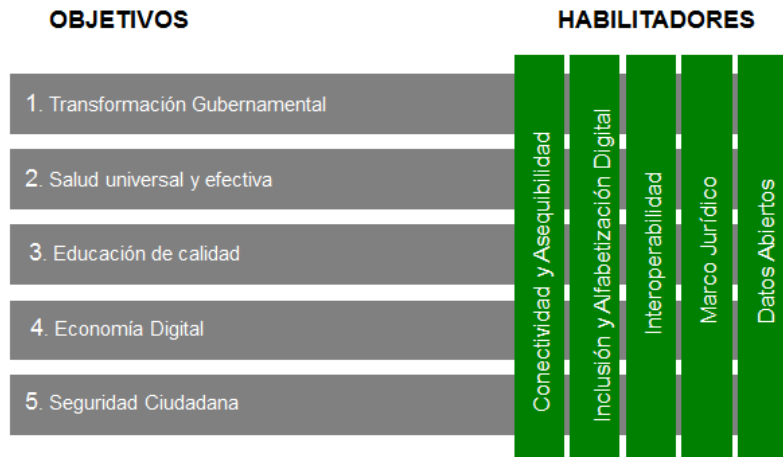 OBJETIVOS
HABILITADORES
1. Transformación Gubernamental
2. Salud universal y efectiva
3. Educación de calidad
4. Economía Digital
5. Seguridad Ciudadana
Conectividad y Asequibilidad
Inclusión y Alfabetización Digital
Interoperabilidad
Marco Jurídico
Datos Abiertos